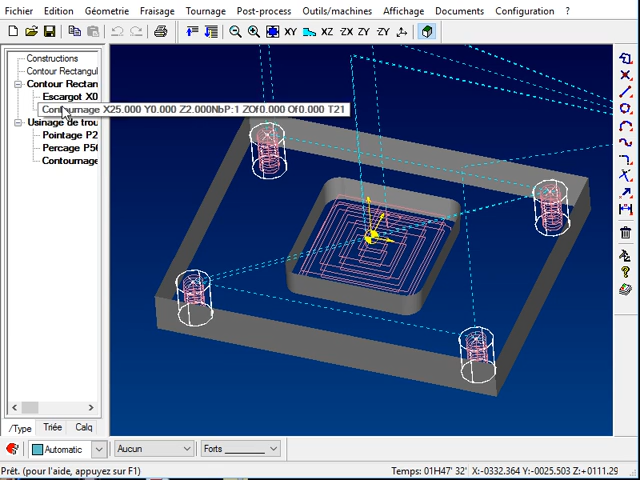 Fichier Edition Géometrie Fraisage Tournage Post-process Outils/machines Affichage Documents Configuration ?
XY XZ -ZX ZY -ZY
Constructions
Contour Rectangul
Contour Rectan
Escargot X0
Contournage X25.000 Y0.000 Z2.000NbP:1 ZOf0.000 Of0.000 T21
Usinage de trou
Pointage P2
Percage P50
Contournage
/Type Triée Calq
Automatic Aucun Forts
Prêt. (pour l'aide, appuyez sur F1) Temps: 01H47' 32' X:-0332.364 Y:-0025.503 Z:+0111.29